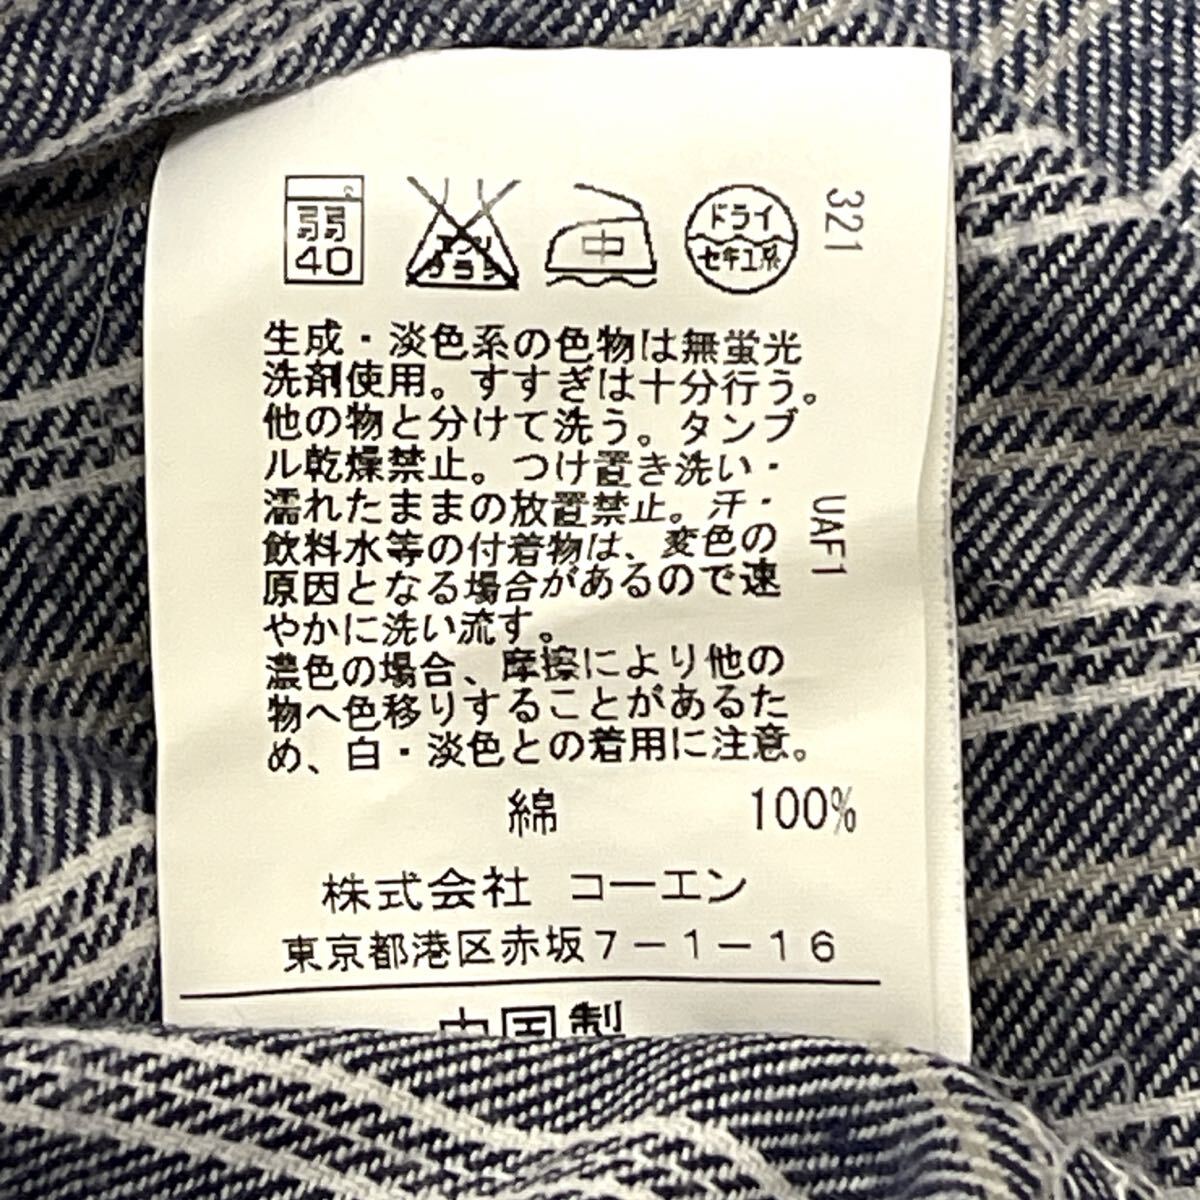 弱
40
エンソ
サラシ
中
ドライ
セキユ系
321
生成・淡色系の色物は無蛍光
洗剤使用。すすぎは十分行う。
他の物と分けて洗う。タンブ
ル乾燥禁止。つけ置き洗い・
濡れたままの放置禁止。汗・
飲料水等の付着物は、変色の
原因となる場合があるので速
やかに洗い流す。
濃色の場合、摩擦により他の
物へ色移りすることがあるた
め、白・淡色との着用に注意。
UAF1
綿 100%
株式会社 コーエン
東京都港区赤坂7-1-16
中国製